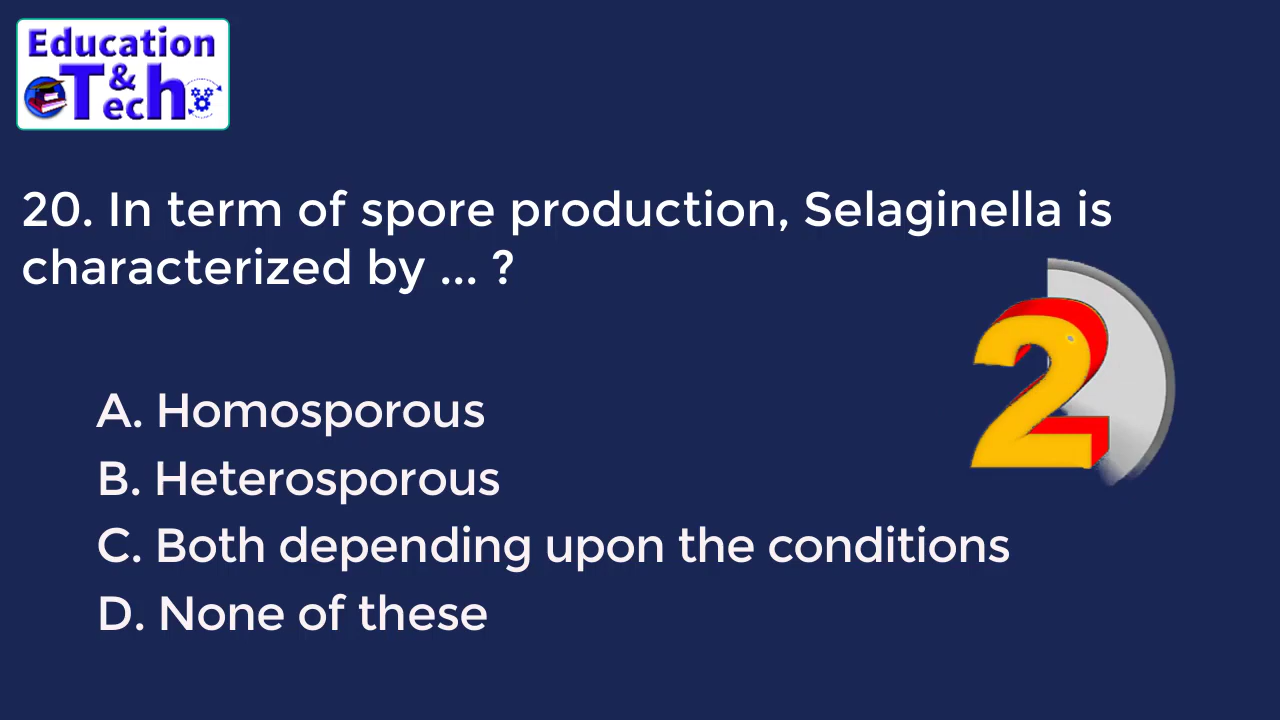 Education
&
Tech
20. In term of spore production, Selaginella is
characterized by ... ?
2
A. Homosporous
B. Heterosporous
C. Both depending upon the conditions
D. None of these